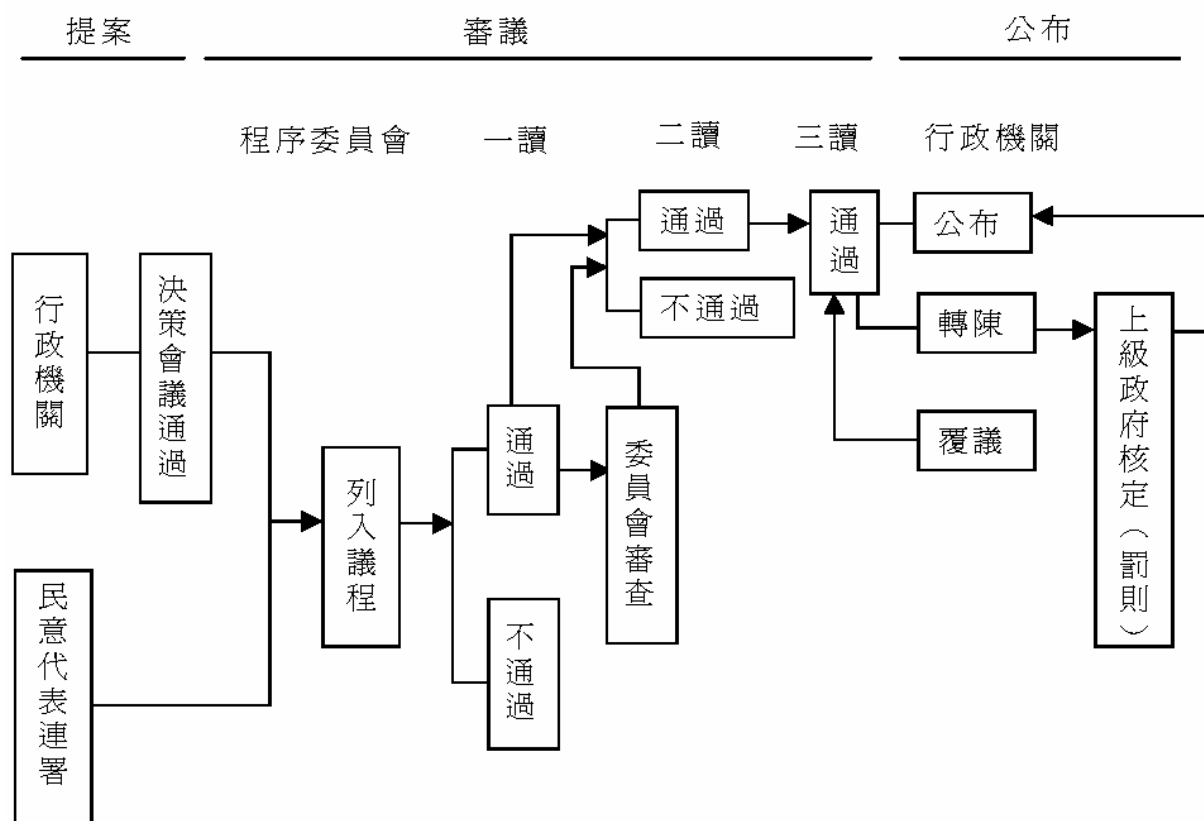 提案
審議
公布
程序委員會
一讀
二讀
三讀
行政機關
行政機關
決策會議通過
民意代表連署
列入議程
通過
不通過
委員會審查
通過
不通過
通過
公布
轉陳
覆議
上級政府核定（罰則）